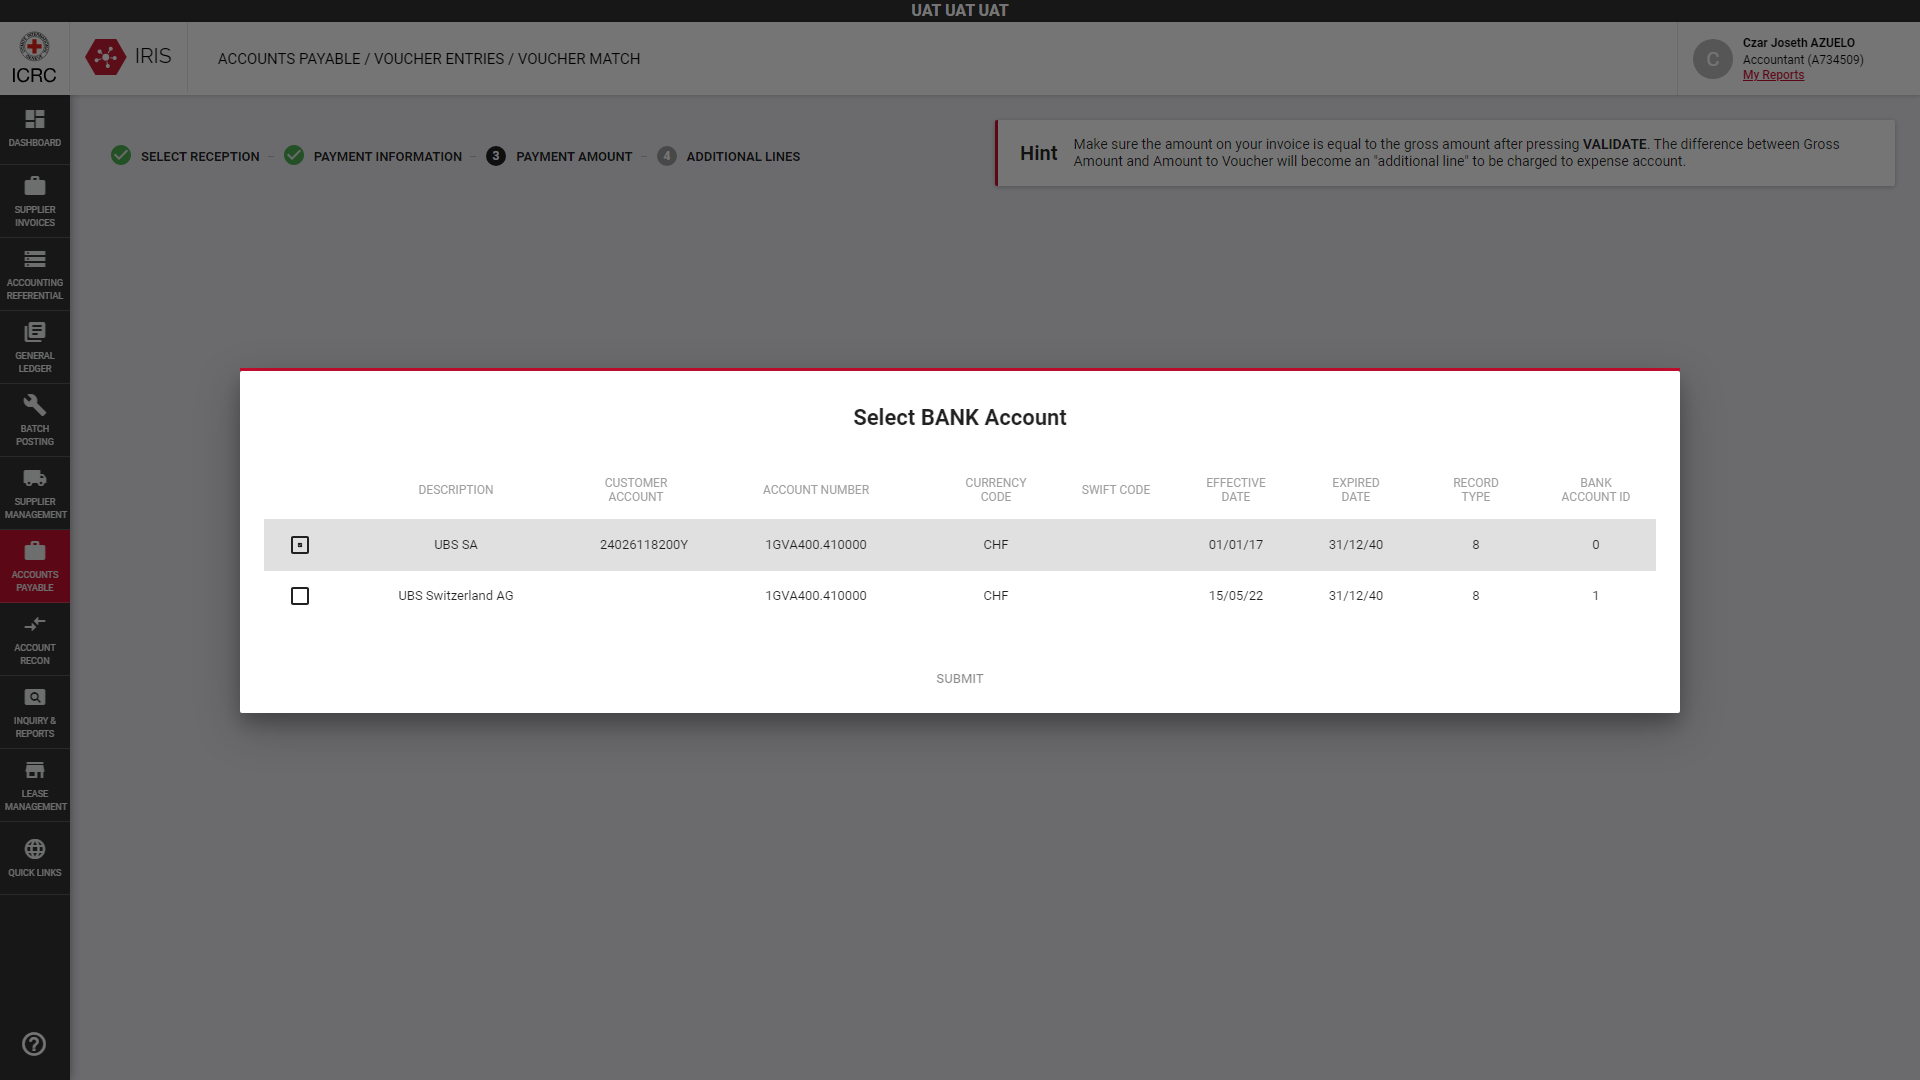 UAT UAT UAT
ICRC
IRIS
ACCOUNTS PAYABLE / VOUCHER ENTRIES / VOUCHER MATCH
C
Czar Joseth AZUELO
Accountant (A734509)
My Reports
DASHBOARD
SUPPLIER
INVOICES
ACCOUNTING
REFERENTIAL
GENERAL
LEDGER
BATCH
POSTING
SUPPLIER
MANAGEMENT
ACCOUNTS
PAYABLE
ACCOUNT
RECON
INQUIRY &
REPORTS
LEASE
MANAGEMENT
QUICK LINKS
SELECT RECEPTION
PAYMENT INFORMATION
3 PAYMENT AMOUNT
4 ADDITIONAL LINES
Hint
Make sure the amount on your invoice is equal to the gross amount after pressing VALIDATE. The difference between Gross
Amount and Amount to Voucher will become an "additional line" to be charged to expense account.
Select BANK Account
DESCRIPTION CUSTOMER ACCOUNT ACCOUNT NUMBER CURRENCY CODE SWIFT CODE EFFECTIVE DATE EXPIRED DATE RECORD TYPE BANK ACCOUNT ID
UBS SA 24026118200Y 1GVA400.410000 CHF 01/01/17 31/12/40 8 0
UBS Switzerland AG 1GVA400.410000 CHF 15/05/22 31/12/40 8 1
SUBMIT